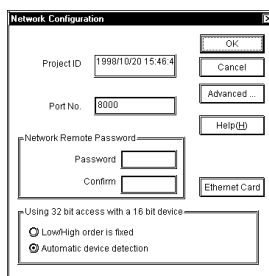 Network Configuration
OK
Project ID 1998/10/20 15:46:4
Cancel
Advanced ...
Port No. 8000
Help(H)
Network Remote Password
Password
Confirm
Ethernet Card
Using 32 bit access with a 16 bit device
Low/High order is fixed
Automatic device detection